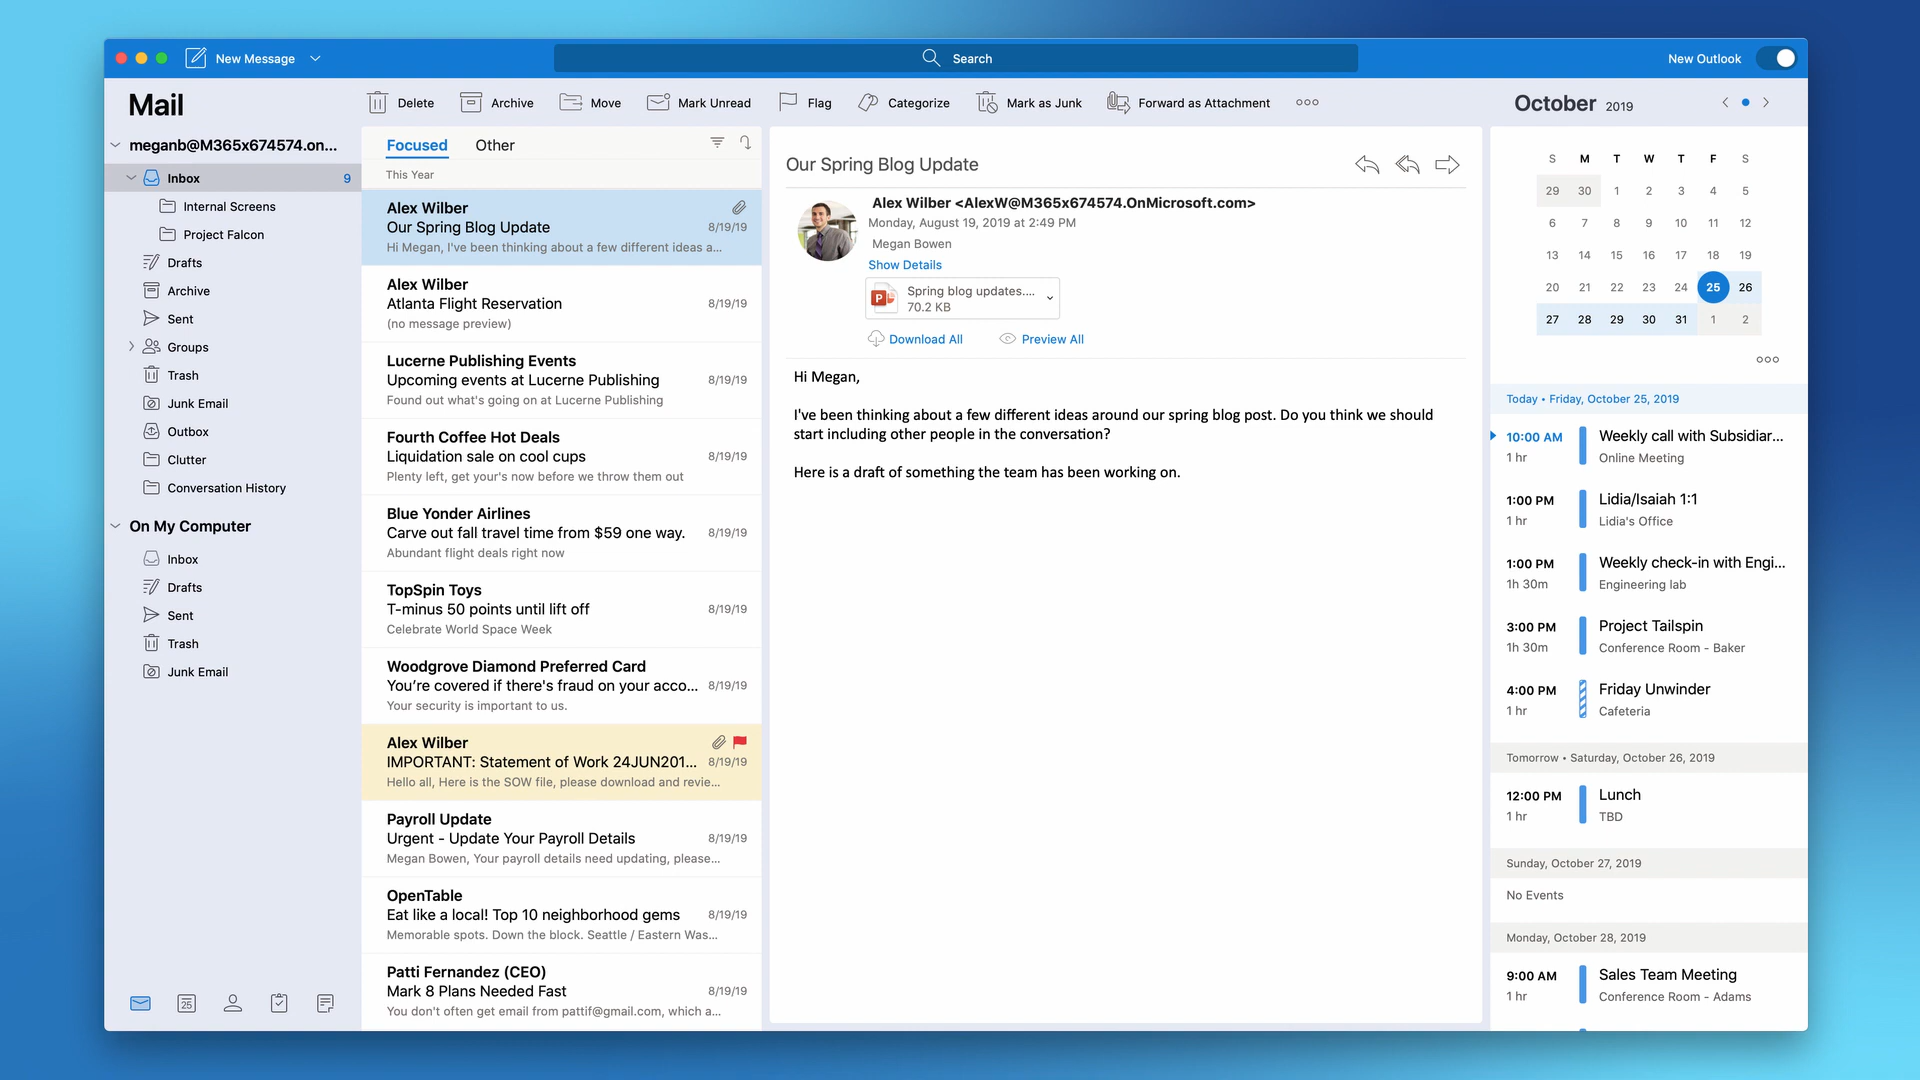 New Message
Search
New Outlook
Mail
Delete
Archive
Move
Mark Unread
Flag
Categorize
Mark as Junk
Forward as Attachment
October 2019
meganb@M365x674574.on...
Inbox 9
Internal Screens
Project Falcon
Drafts
Archive
Sent
Groups
Trash
Junk Email
Outbox
Clutter
Conversation History
On My Computer
Inbox
Drafts
Sent
Trash
Junk Email
25
Focused Other
This Year
Alex Wilber
Our Spring Blog Update 8/19/19
Hi Megan, I've been thinking about a few different ideas a...
Alex Wilber
Atlanta Flight Reservation 8/19/19
(no message preview)
Lucerne Publishing Events
Upcoming events at Lucerne Publishing 8/19/19
Found out what's going on at Lucerne Publishing
Fourth Coffee Hot Deals
Liquidation sale on cool cups 8/19/19
Plenty left, get your's now before we throw them out
Blue Yonder Airlines
Carve out fall travel time from $59 one way. 8/19/19
Abundant flight deals right now
TopSpin Toys
T-minus 50 points until lift off 8/19/19
Celebrate World Space Week
Woodgrove Diamond Preferred Card
You're covered if there's fraud on your acco... 8/19/19
Your security is important to us.
Alex Wilber
IMPORTANT: Statement of Work 24JUN201... 8/19/19
Hello all, Here is the SOW file, please download and revie...
Payroll Update
Urgent - Update Your Payroll Details 8/19/19
Megan Bowen, Your payroll details need updating, please...
OpenTable
Eat like a local! Top 10 neighborhood gems 8/19/19
Memorable spots. Down the block. Seattle / Eastern Was...
Patti Fernandez (CEO)
Mark 8 Plans Needed Fast 8/19/19
You don't often get email from pattif@gmail.com, which a...
Our Spring Blog Update
Alex Wilber <AlexW@M365x674574.OnMicrosoft.com>
Monday, August 19, 2019 at 2:49 PM
Megan Bowen
Show Details
P
Spring blog updates....
70.2 KB
Download All Preview All
Hi Megan,
I've been thinking about a few different ideas around our spring blog post. Do you think we should
start including other people in the conversation?
Here is a draft of something the team has been working on.
S M T W T F S
29 30 1 2 3 4 5
6 7 8 9 10 11 12
13 14 15 16 17 18 19
20 21 22 23 24 25 26
27 28 29 30 31 1 2
Today • Friday, October 25, 2019
10:00 AM Weekly call with Subsidiar...
1 hr Online Meeting
1:00 PM Lidia/Isaiah 1:1
1 hr Lidia's Office
1:00 PM Weekly check-in with Engi...
1h 30m Engineering lab
3:00 PM Project Tailspin
1h 30m Conference Room - Baker
4:00 PM Friday Unwinder
1 hr Cafeteria
Tomorrow • Saturday, October 26, 2019
12:00 PM Lunch
1 hr TBD
Sunday, October 27, 2019
No Events
Monday, October 28, 2019
9:00 AM Sales Team Meeting
1 hr Conference Room - Adams